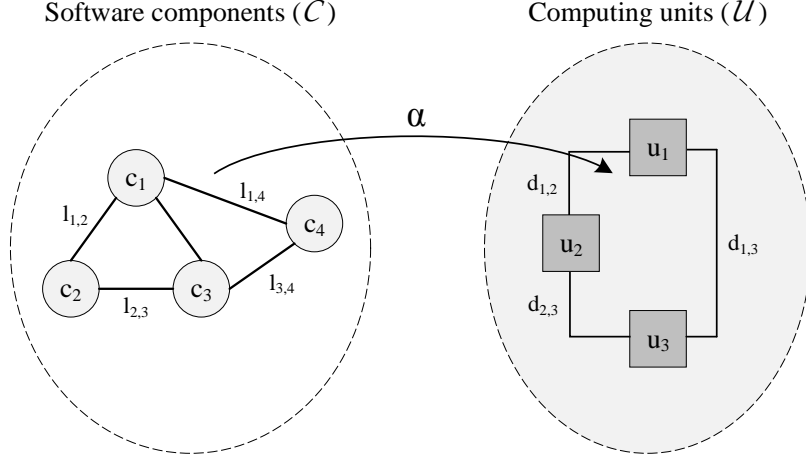 Software components (𝒞)
Computing units (𝒰)
α
u₁
c₁
l₁,₄
d₁,₂
l₁,₂
c₄
u₂
d₁,₃
c₂
c₃
l₃,₄
l₂,₃
d₂,₃
u₃